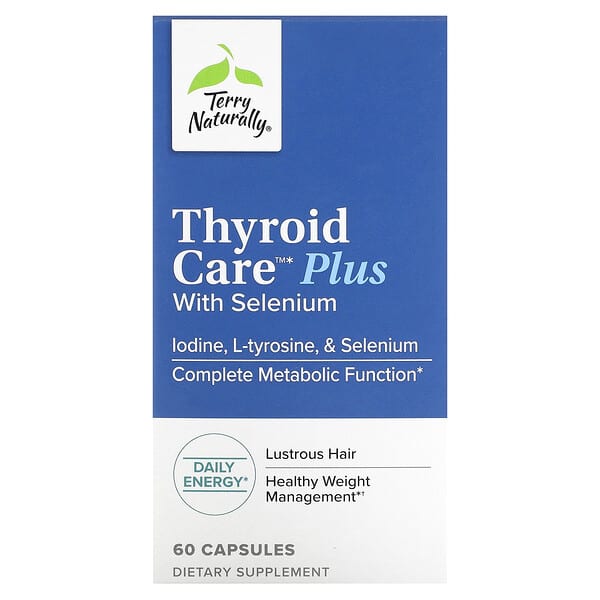 Terry
Naturally®
Thyroid
Care™* Plus
With Selenium
Iodine, L-tyrosine, & Selenium
Complete Metabolic Function*
DAILY
ENERGY*
Lustrous Hair
Healthy Weight
Management*†
60 CAPSULES
DIETARY SUPPLEMENT